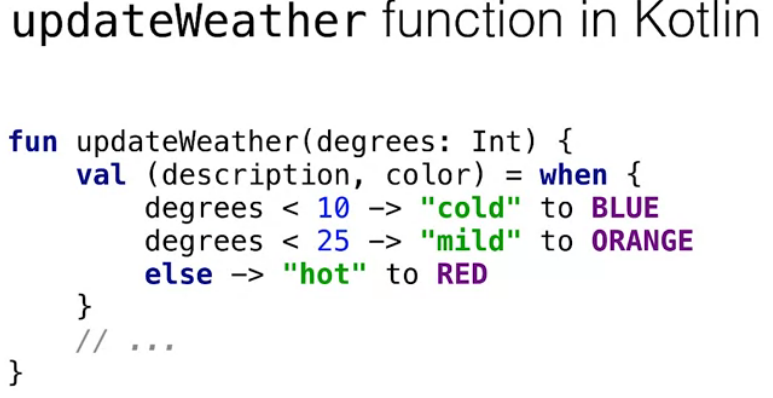 updateWeather function in Kotlin
fun updateWeather(degrees: Int) {
    val (description, color) = when {
        degrees < 10 -> "cold" to BLUE
        degrees < 25 -> "mild" to ORANGE
        else -> "hot" to RED
    }
    // ...
}